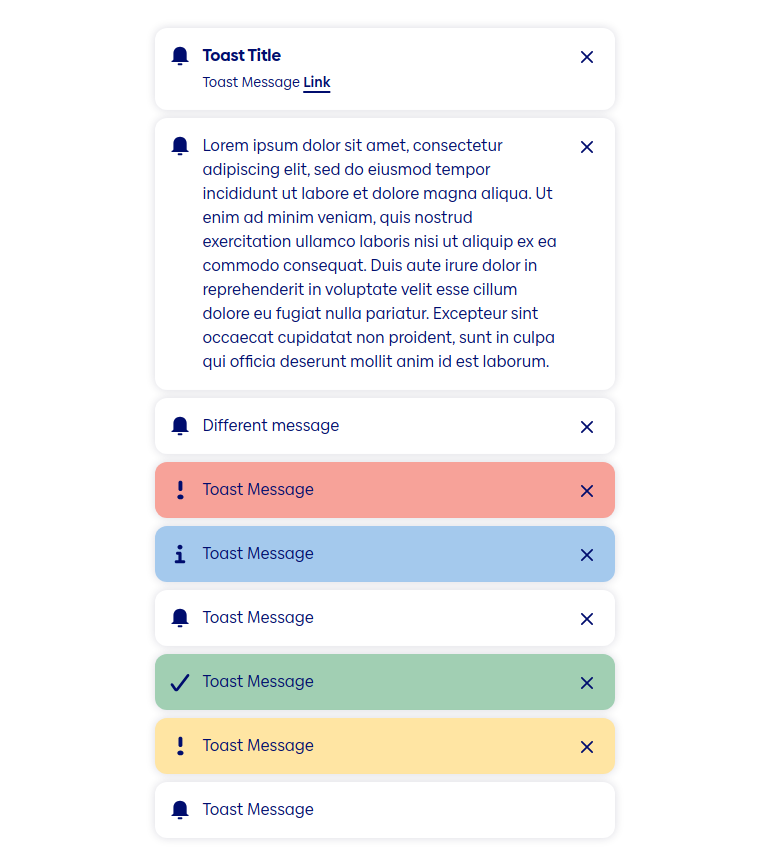 Toast Title
Toast Message Link
Lorem ipsum dolor sit amet, consectetur
adipiscing elit, sed do eiusmod tempor
incididunt ut labore et dolore magna aliqua. Ut
enim ad minim veniam, quis nostrud
exercitation ullamco laboris nisi ut aliquip ex ea
commodo consequat. Duis aute irure dolor in
reprehenderit in voluptate velit esse cillum
dolore eu fugiat nulla pariatur. Excepteur sint
occaecat cupidatat non proident, sunt in culpa
qui officia deserunt mollit anim id est laborum.
Different message
Toast Message
Toast Message
Toast Message
Toast Message
Toast Message
Toast Message